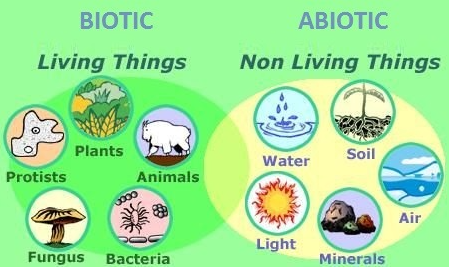 BIOTIC
ABIOTIC
Living Things
Non Living Things
Plants
Protists
Animals
Fungus
Bacteria
Water
Soil
Air
Light
Minerals